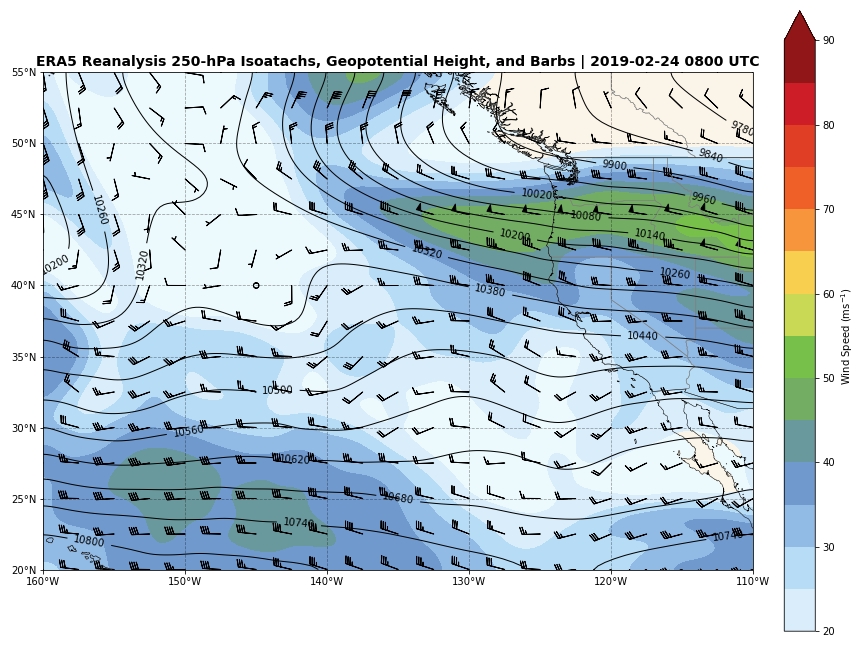 ERA5 Reanalysis 250-hPa Isoatachs, Geopotential Height, and Barbs | 2019-02-24 0800 UTC
90
55°N
9780
80
50°N
9840
9900
9960
10020
70
10260
45°N
10080
10140
10200
10320
10200
10320
10260
60
40°N
10380
10440
35°N
50
10500
30°N
10560
10620
40
25°N
10680
10740
10740
10800
30
20°N
160°W 150°W 140°W 130°W 120°W 110°W
20
Wind Speed (ms⁻¹)